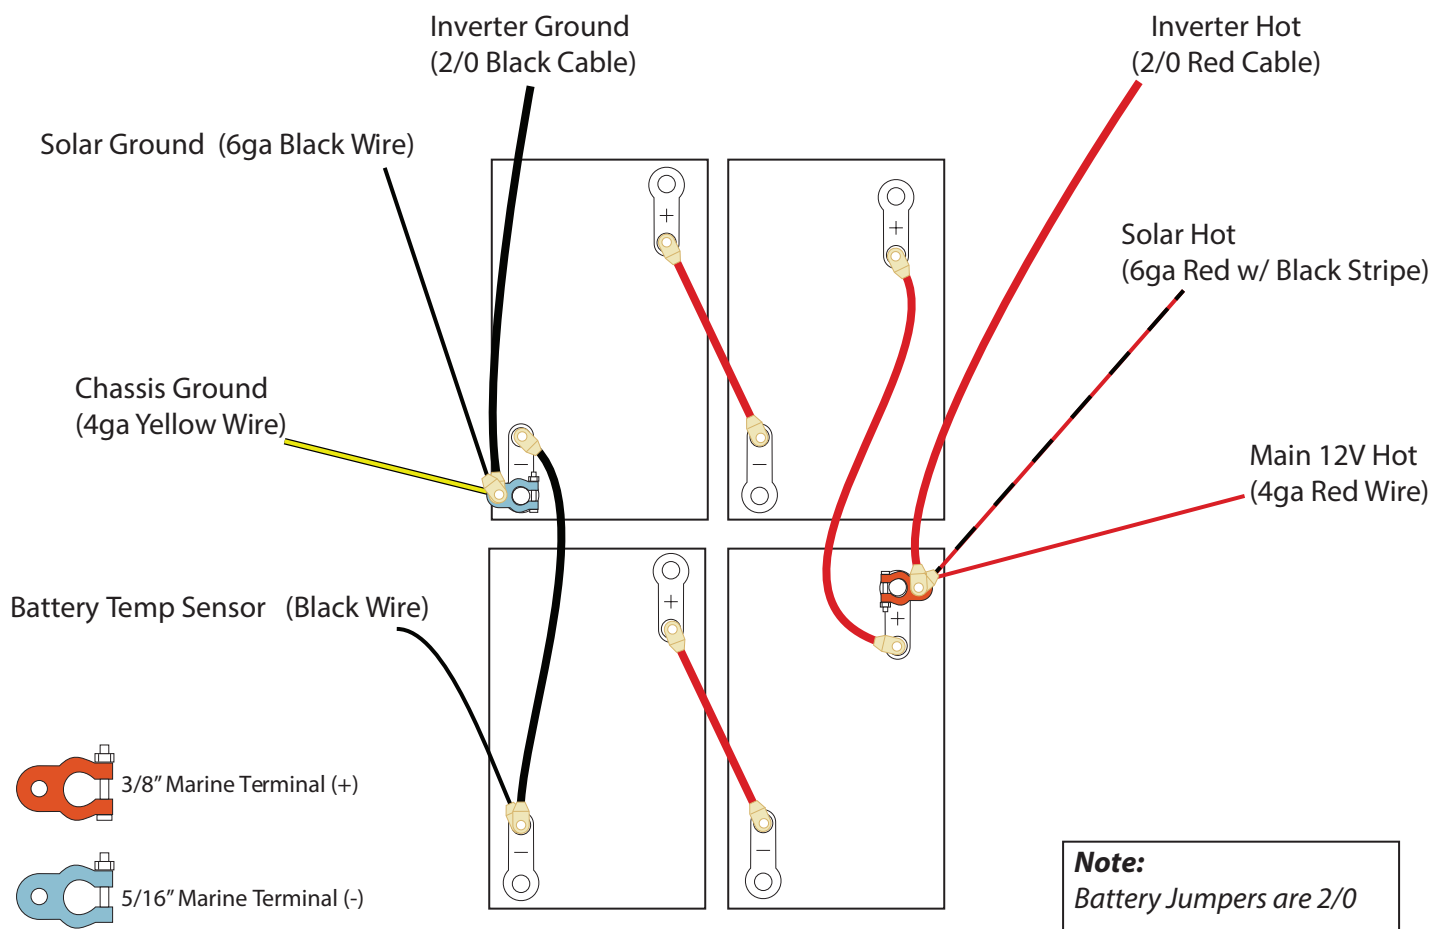 Inverter Ground
(2/0 Black Cable)
Inverter Hot
(2/0 Red Cable)
Solar Ground (6ga Black Wire)
Solar Hot
(6ga Red w/ Black Stripe)
Chassis Ground
(4ga Yellow Wire)
Main 12V Hot
(4ga Red Wire)
Battery Temp Sensor (Black Wire)
+
+
−
−
+
+
−
−
3/8” Marine Terminal (+)
5/16” Marine Terminal (-)
Note:
Battery Jumpers are 2/0